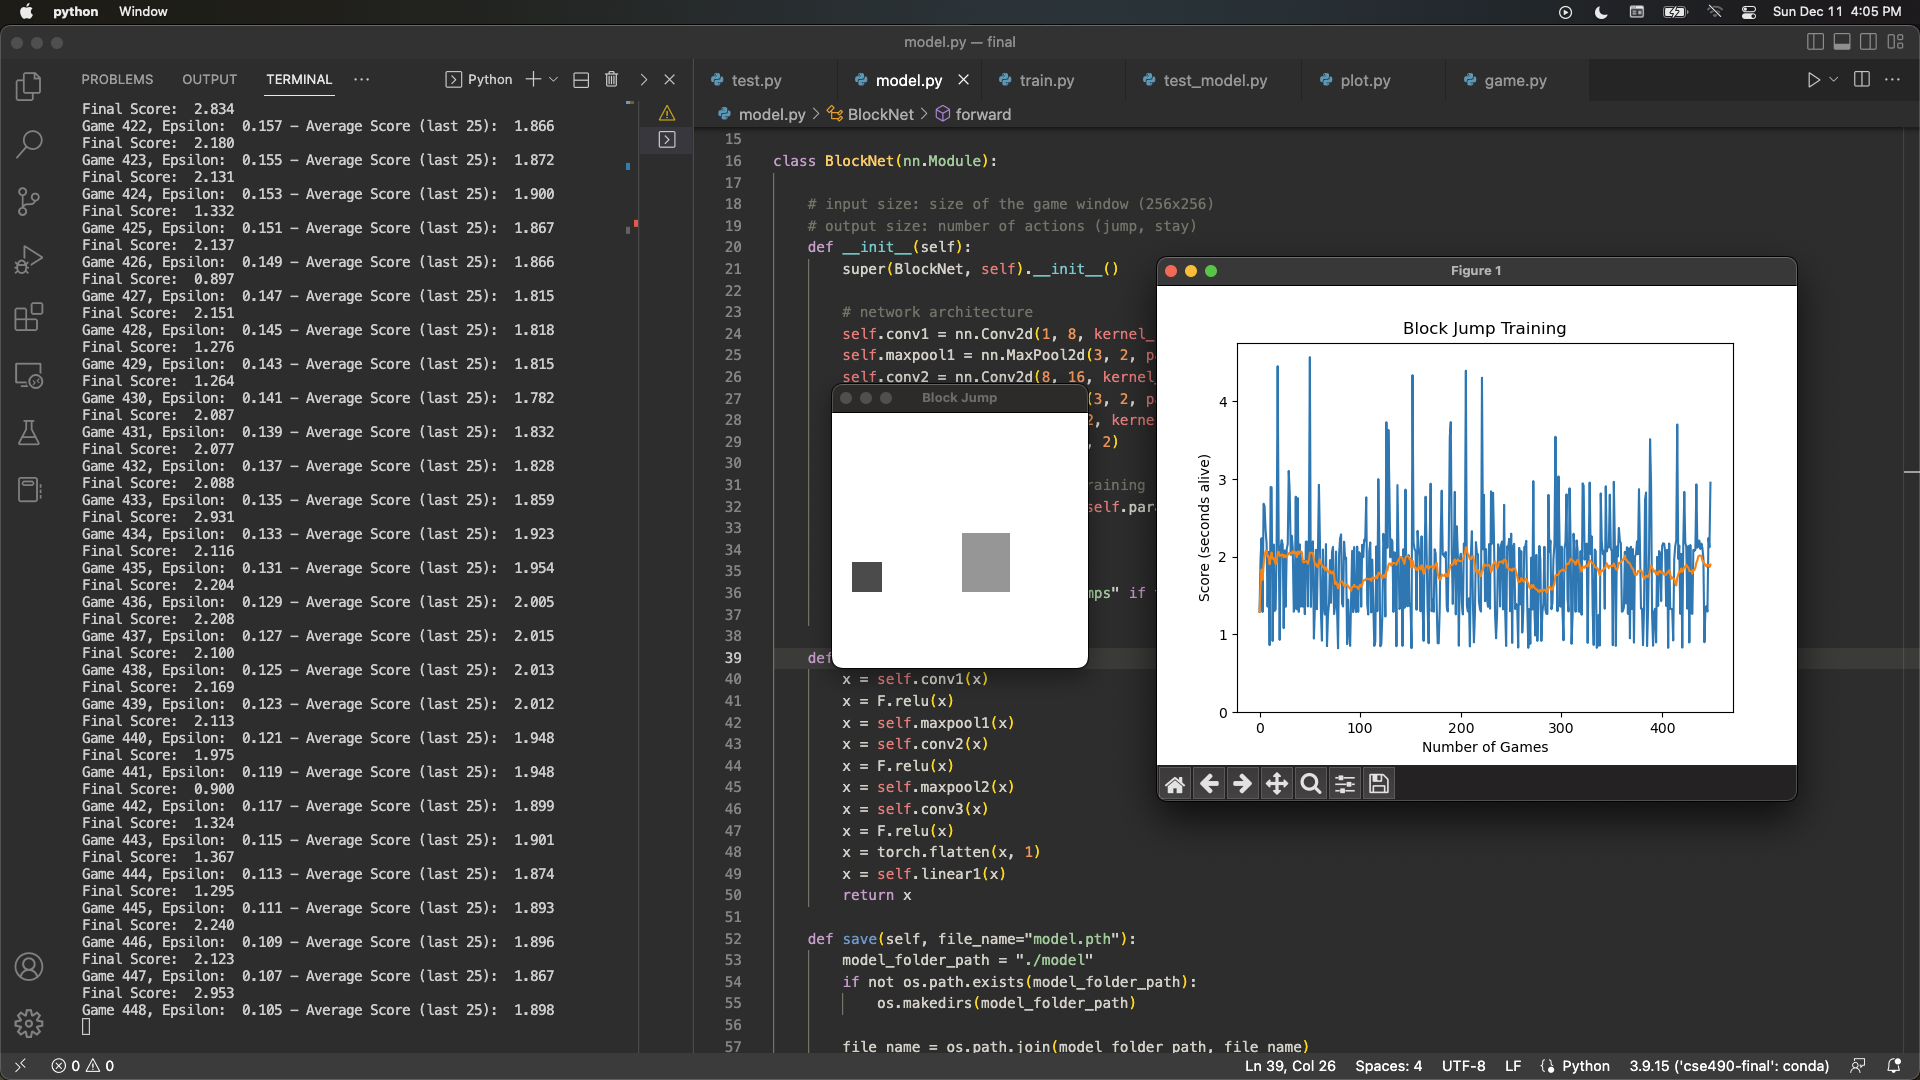 python Window
Sun Dec 11 4:05 PM
model.py — final
PROBLEMS OUTPUT TERMINAL ··· Python
Final Score: 2.834
Game 422, Epsilon: 0.157 - Average Score (last 25): 1.866
Final Score: 2.180
Game 423, Epsilon: 0.155 - Average Score (last 25): 1.872
Final Score: 2.131
Game 424, Epsilon: 0.153 - Average Score (last 25): 1.900
Final Score: 1.332
Game 425, Epsilon: 0.151 - Average Score (last 25): 1.867
Final Score: 2.137
Game 426, Epsilon: 0.149 - Average Score (last 25): 1.866
Final Score: 0.897
Game 427, Epsilon: 0.147 - Average Score (last 25): 1.815
Final Score: 2.151
Game 428, Epsilon: 0.145 - Average Score (last 25): 1.818
Final Score: 1.276
Game 429, Epsilon: 0.143 - Average Score (last 25): 1.815
Final Score: 1.264
Game 430, Epsilon: 0.141 - Average Score (last 25): 1.782
Final Score: 2.087
Game 431, Epsilon: 0.139 - Average Score (last 25): 1.832
Final Score: 2.077
Game 432, Epsilon: 0.137 - Average Score (last 25): 1.828
Final Score: 2.088
Game 433, Epsilon: 0.135 - Average Score (last 25): 1.859
Final Score: 2.931
Game 434, Epsilon: 0.133 - Average Score (last 25): 1.923
Final Score: 2.116
Game 435, Epsilon: 0.131 - Average Score (last 25): 1.954
Final Score: 2.204
Game 436, Epsilon: 0.129 - Average Score (last 25): 2.005
Final Score: 2.208
Game 437, Epsilon: 0.127 - Average Score (last 25): 2.015
Final Score: 2.100
Game 438, Epsilon: 0.125 - Average Score (last 25): 2.013
Final Score: 2.169
Game 439, Epsilon: 0.123 - Average Score (last 25): 2.012
Final Score: 2.113
Game 440, Epsilon: 0.121 - Average Score (last 25): 1.948
Final Score: 1.975
Game 441, Epsilon: 0.119 - Average Score (last 25): 1.948
Final Score: 0.900
Game 442, Epsilon: 0.117 - Average Score (last 25): 1.899
Final Score: 1.324
Game 443, Epsilon: 0.115 - Average Score (last 25): 1.901
Final Score: 1.367
Game 444, Epsilon: 0.113 - Average Score (last 25): 1.874
Final Score: 1.295
Game 445, Epsilon: 0.111 - Average Score (last 25): 1.893
Final Score: 2.240
Game 446, Epsilon: 0.109 - Average Score (last 25): 1.896
Final Score: 2.123
Game 447, Epsilon: 0.107 - Average Score (last 25): 1.867
Final Score: 2.953
Game 448, Epsilon: 0.105 - Average Score (last 25): 1.898
test.py model.py train.py test_model.py plot.py game.py
model.py > BlockNet > forward
15
16 class BlockNet(nn.Module):
17
18 # input size: size of the game window (256x256)
19 # output size: number of actions (jump, stay)
20 def __init__(self):
21 super(BlockNet, self).__init__()
22
23 # network architecture
24 self.conv1 = nn.Conv2d(1, 8, kernel_
25 self.maxpool1 = nn.MaxPool2d(3, 2, p
26 self.conv2 = nn.Conv2d(8, 16, kernel
27 (3, 2, p
28 2, kerne
29 , 2)
30
31 raining
32 self.par
33
34
35
36 mps" if
37
38
39 def
40 x = self.conv1(x)
41 x = F.relu(x)
42 x = self.maxpool1(x)
43 x = self.conv2(x)
44 x = F.relu(x)
45 x = self.maxpool2(x)
46 x = self.conv3(x)
47 x = F.relu(x)
48 x = torch.flatten(x, 1)
49 x = self.linear1(x)
50 return x
51
52 def save(self, file_name="model.pth"):
53 model_folder_path = "./model"
54 if not os.path.exists(model_folder_path):
55 os.makedirs(model_folder_path)
56
57 file_name = os.path.join(model_folder_path, file_name)
Block Jump
Figure 1
Block Jump Training
Score (seconds alive)
4
3
2
1
0
0 100 200 300 400
Number of Games
0 0
Ln 39, Col 26 Spaces: 4 UTF-8 LF Python 3.9.15 ('cse490-final': conda)